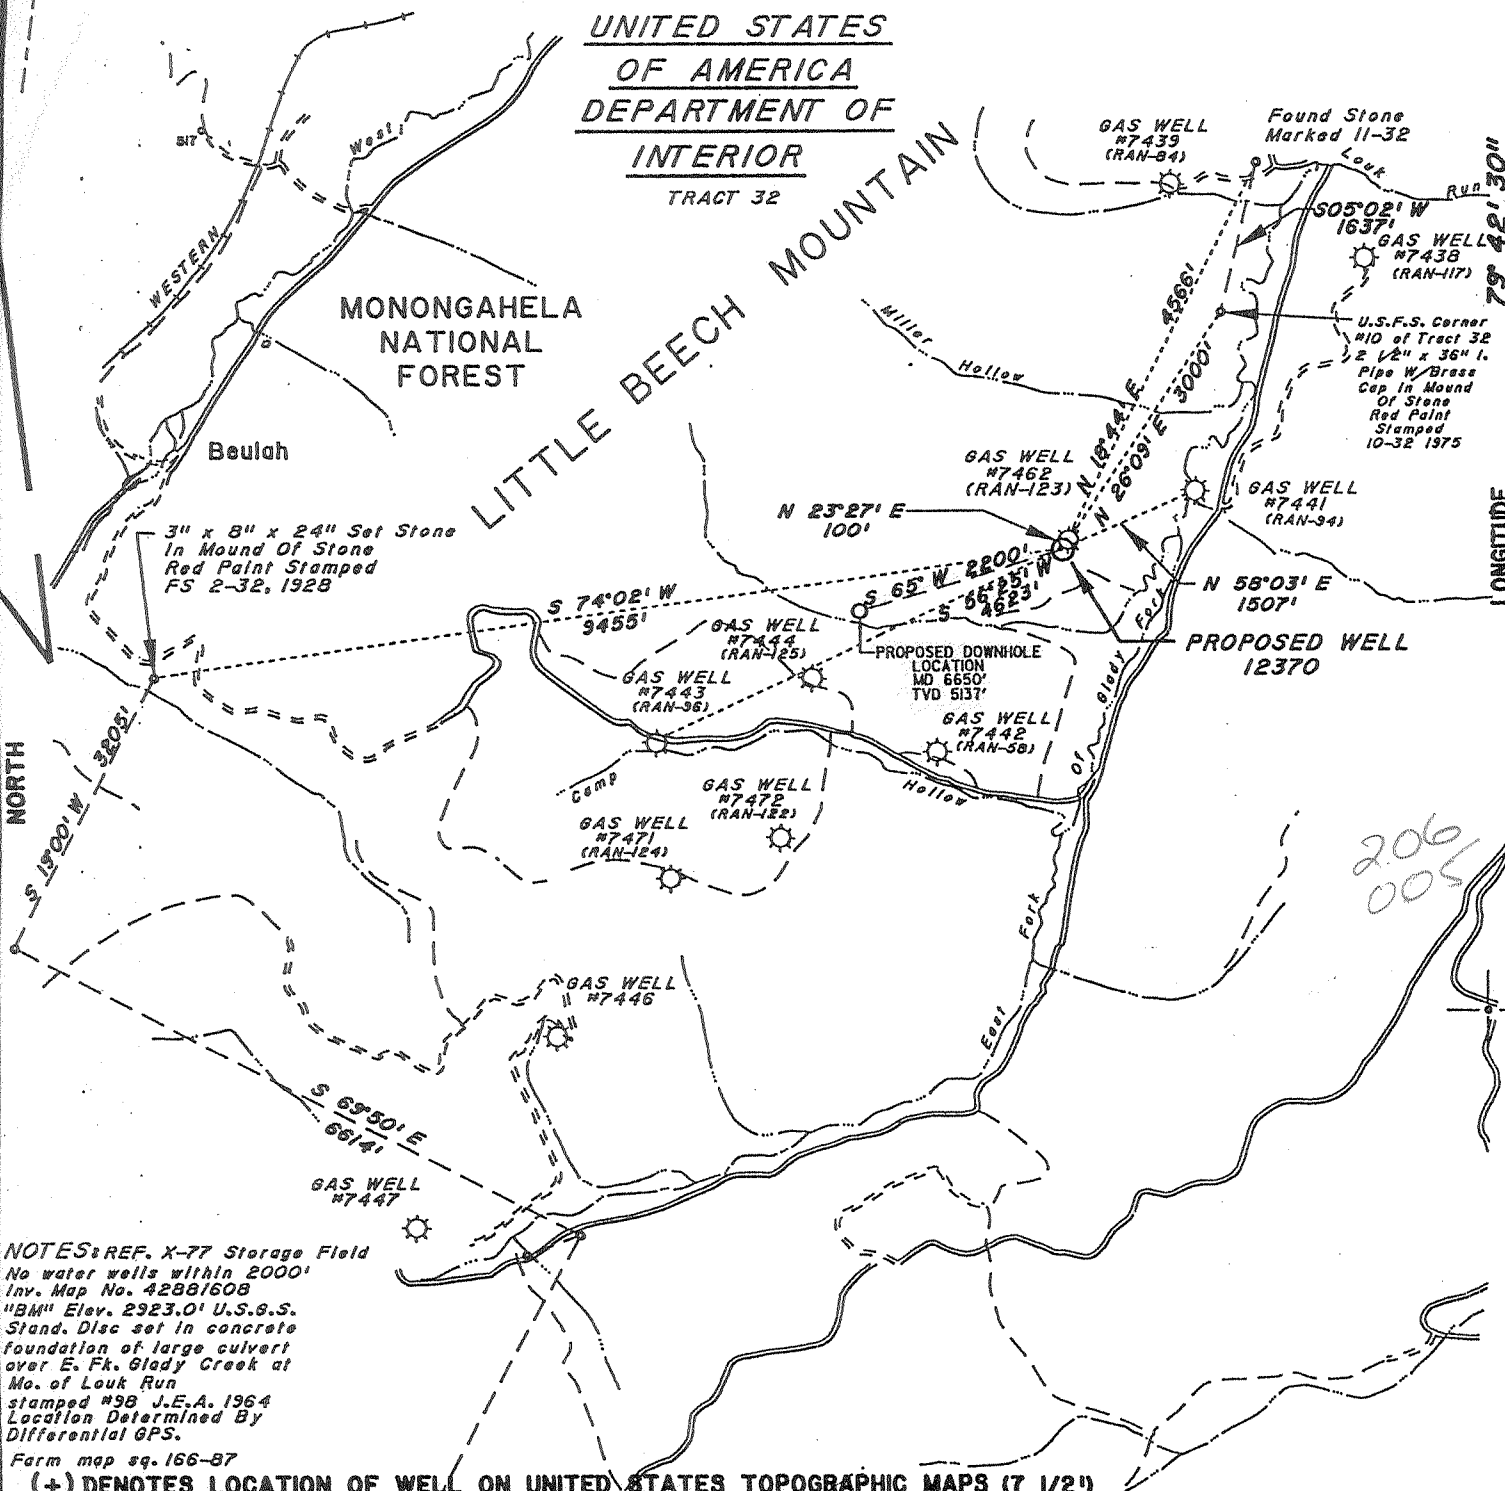 UNITED STATES
OF AMERICA
DEPARTMENT OF
INTERIOR
TRACT 32
GAS WELL
#7439
(RAN-84)
Found Stone
Marked 11-32
Louk
Run
79° 42' 30"
LONGITUDE
S05°02' W
1637'
GAS WELL
#7438
(RAN-117)
U.S.F.S. Corner
#10 of Tract 32
2 1/2" x 36" I.
Pipe W/Brass
Cap In Mound
Of Stone
Red Paint
Stamped
10-32 1975
817
West
WESTERN
MONONGAHELA
NATIONAL
FOREST
LITTLE BEECH MOUNTAIN
Miller
Hollow
N 18°44' E
4566'
N 26°09' E
3000'
Beulah
GAS WELL
#7462
(RAN-123)
GAS WELL
#7441
(RAN-94)
N 23°27' E
100'
3" x 8" x 24" Set Stone
In Mound Of Stone
Red Paint Stamped
FS 2-32, 1928
S 74°02' W
9455'
S 65° W 2200'
S 56°25' W
4623'
N 58°03' E
1507'
PROPOSED WELL
12370
PROPOSED DOWNHOLE
LOCATION
MD 6650'
TVD 5137'
GAS WELL
#7444
(RAN-125)
GAS WELL
#7443
(RAN-96)
GAS WELL
#7442
(RAN-58)
Camp
Hollow
GAS WELL
#7472
(RAN-122)
GAS WELL
#7471
(RAN-124)
East
Fork
Of
Glady
Fork
NORTH
S 19°00' W 3205'
206
005
GAS WELL
#7446
S 69°50' E
6614'
GAS WELL
#7447
NOTES: REF. X-77 Storage Field
No water wells within 2000'
Inv. Map No. 42881608
"BM" Elev. 2923.0' U.S.G.S.
Stand. Disc set in concrete
foundation of large culvert
over E. Fk. Glady Creek at
Mo. of Louk Run
stamped #98 J.E.A. 1964
Location Determined By
Differential GPS.
Farm map sq. 166-87
(+) DENOTES LOCATION OF WELL ON UNITED STATES TOPOGRAPHIC MAPS (7 1/2')